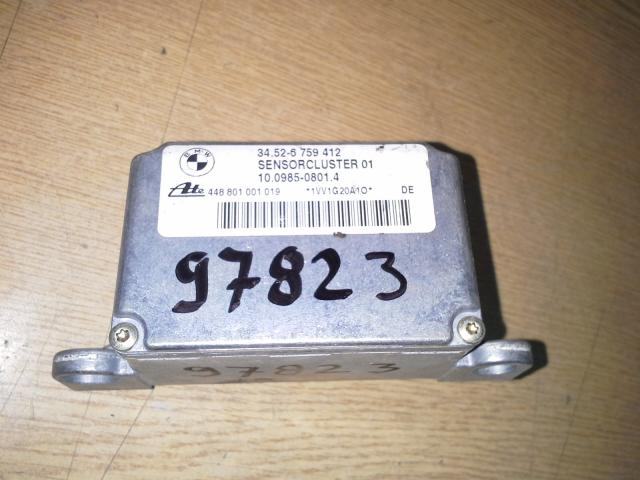 BMW
34.52-6 759 412
SENSORCLUSTER 01
10.0985-0801.4
Ate 448 801 001 019 *1VV1G20A1O* DE
97823
97823